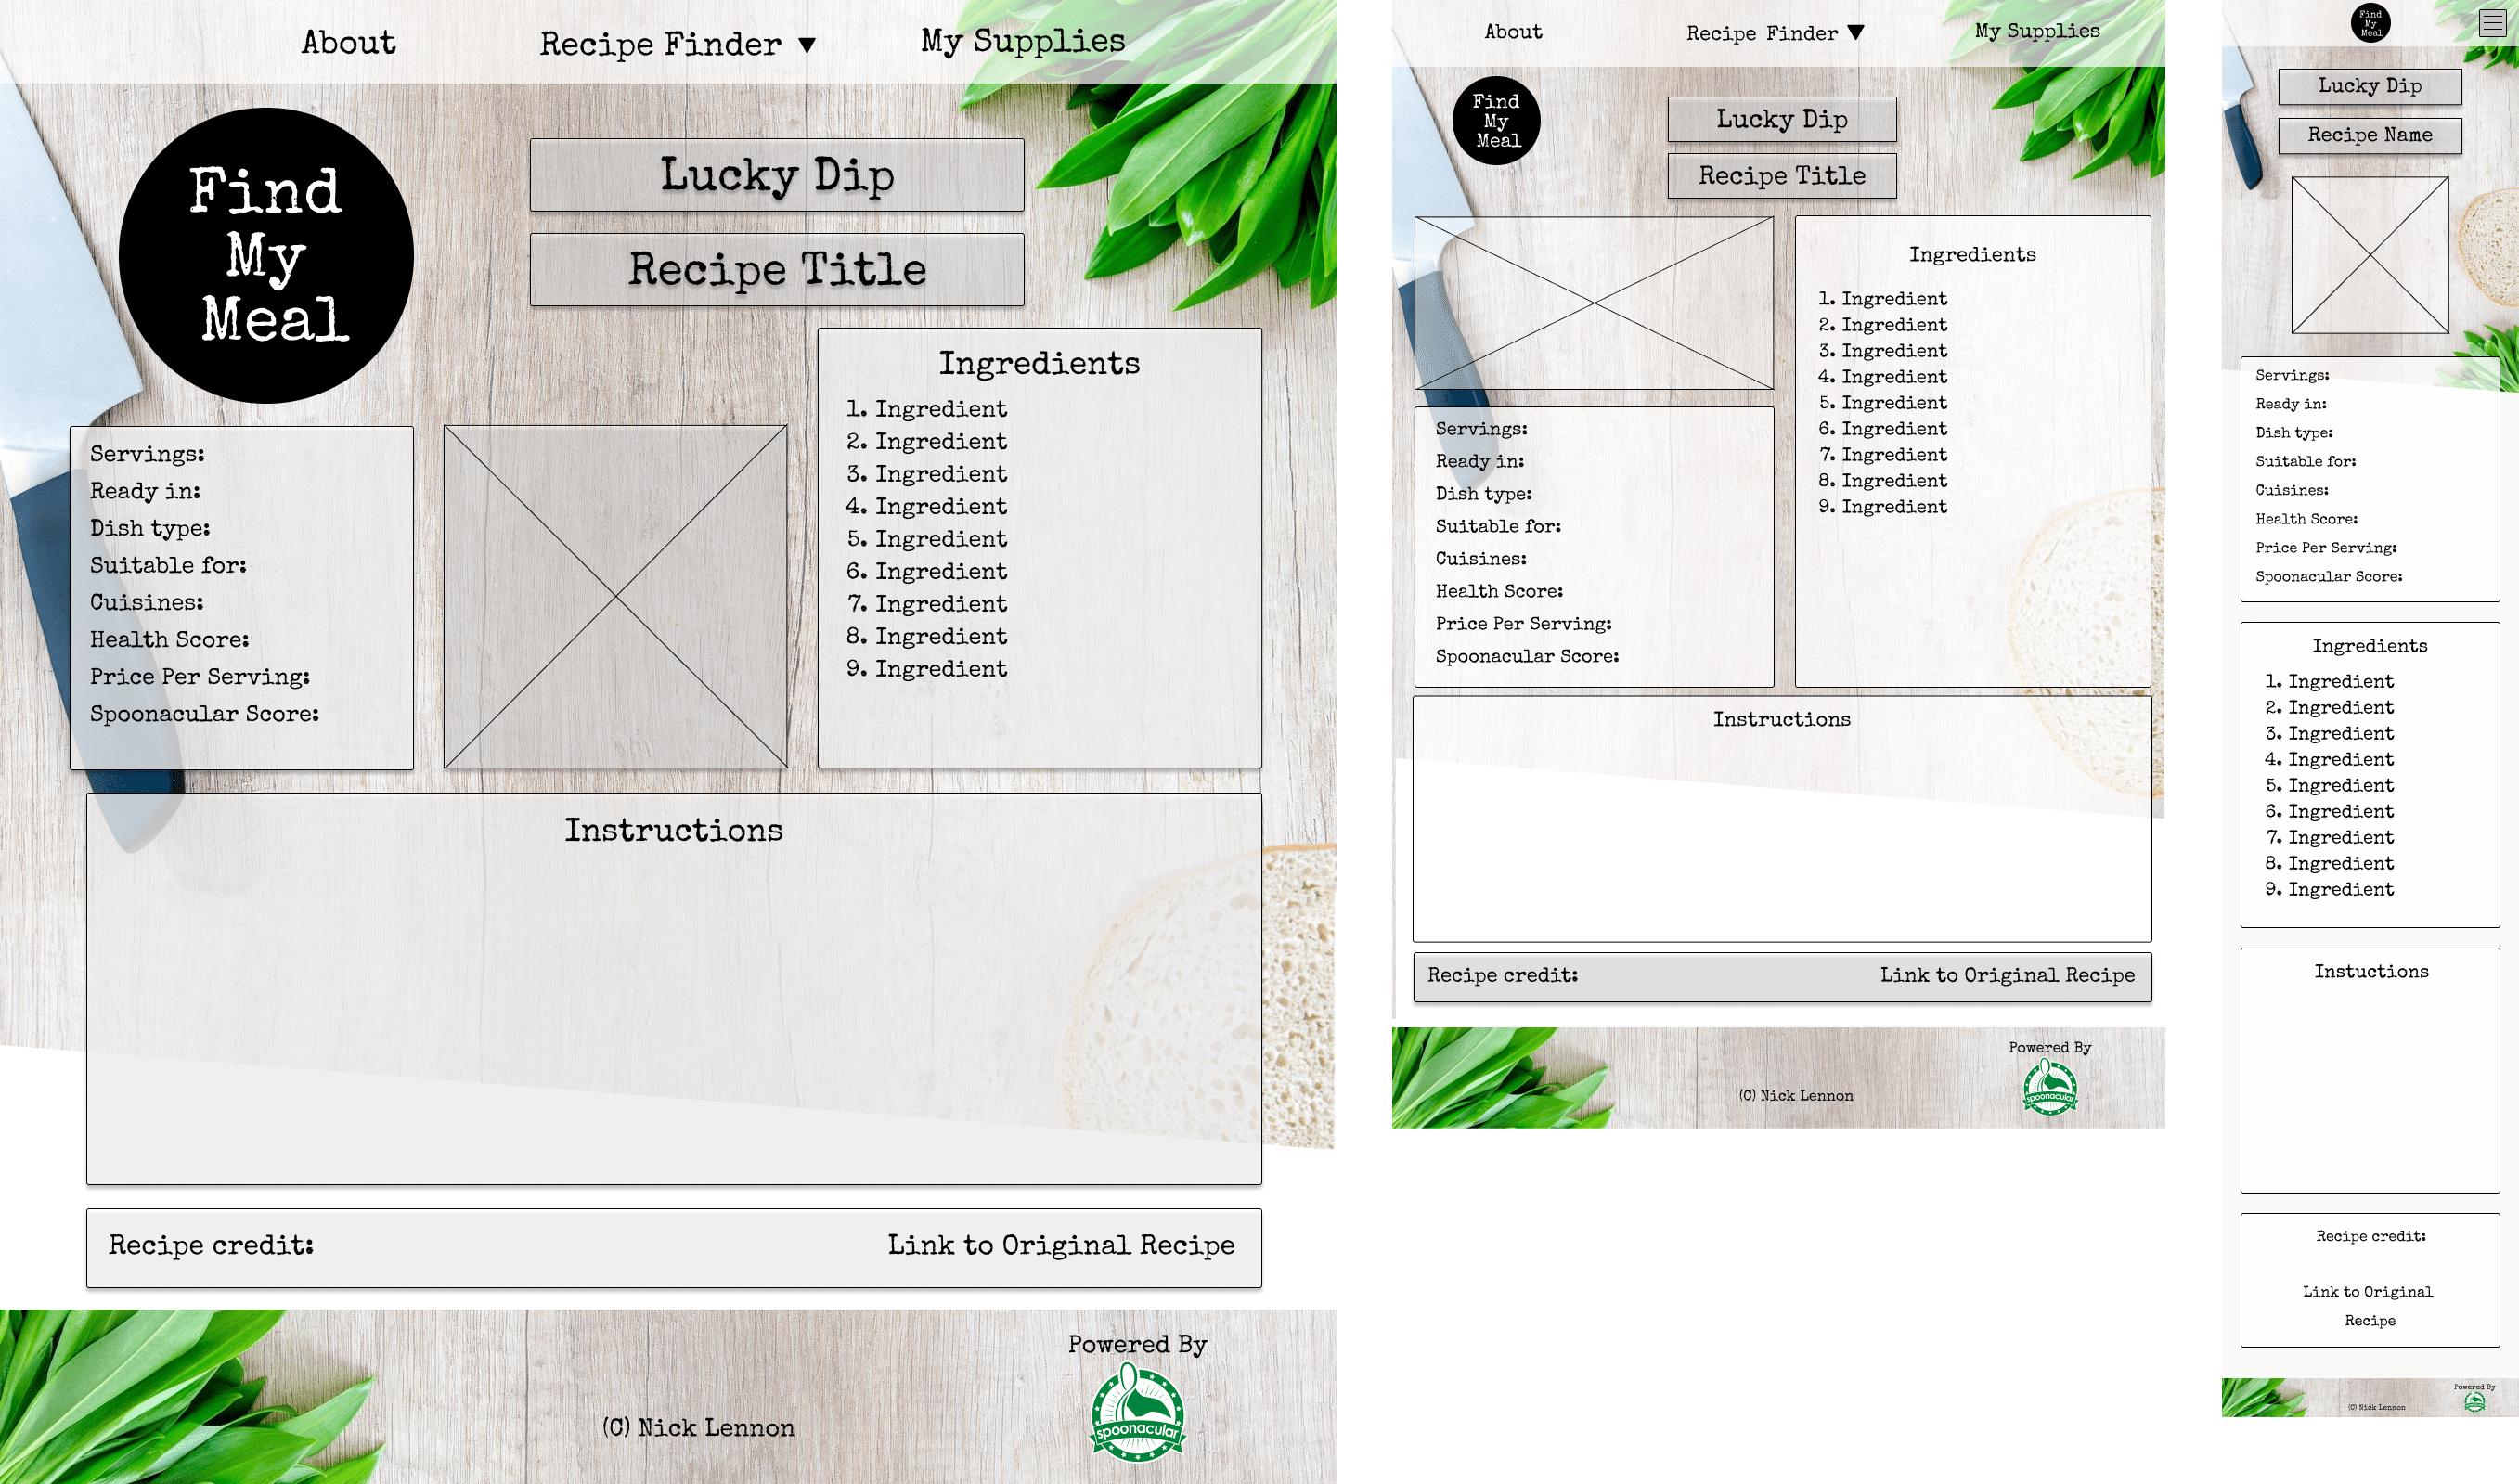 About
Recipe Finder ▼
My Supplies
Find
My
Meal
Lucky Dip
Recipe Title
Servings:
Ready in:
Dish type:
Suitable for:
Cuisines:
Health Score:
Price Per Serving:
Spoonacular Score:
Ingredients
1. Ingredient
2. Ingredient
3. Ingredient
4. Ingredient
5. Ingredient
6. Ingredient
7. Ingredient
8. Ingredient
9. Ingredient
Instructions
Recipe credit:
Link to Original Recipe
(C) Nick Lennon
Powered By
spoonacular
About
Recipe Finder ▼
My Supplies
Find
My
Meal
Lucky Dip
Recipe Title
Servings:
Ready in:
Dish type:
Suitable for:
Cuisines:
Health Score:
Price Per Serving:
Spoonacular Score:
Ingredients
1. Ingredient
2. Ingredient
3. Ingredient
4. Ingredient
5. Ingredient
6. Ingredient
7. Ingredient
8. Ingredient
9. Ingredient
Instructions
Recipe credit:
Link to Original Recipe
(C) Nick Lennon
Powered By
spoonacular
Find
My
Meal
Lucky Dip
Recipe Name
Servings:
Ready in:
Dish type:
Suitable for:
Cuisines:
Health Score:
Price Per Serving:
Spoonacular Score:
Ingredients
1. Ingredient
2. Ingredient
3. Ingredient
4. Ingredient
5. Ingredient
6. Ingredient
7. Ingredient
8. Ingredient
9. Ingredient
Instuctions
Recipe credit:
Link to Original
Recipe
(C) Nick Lennon
Powered By